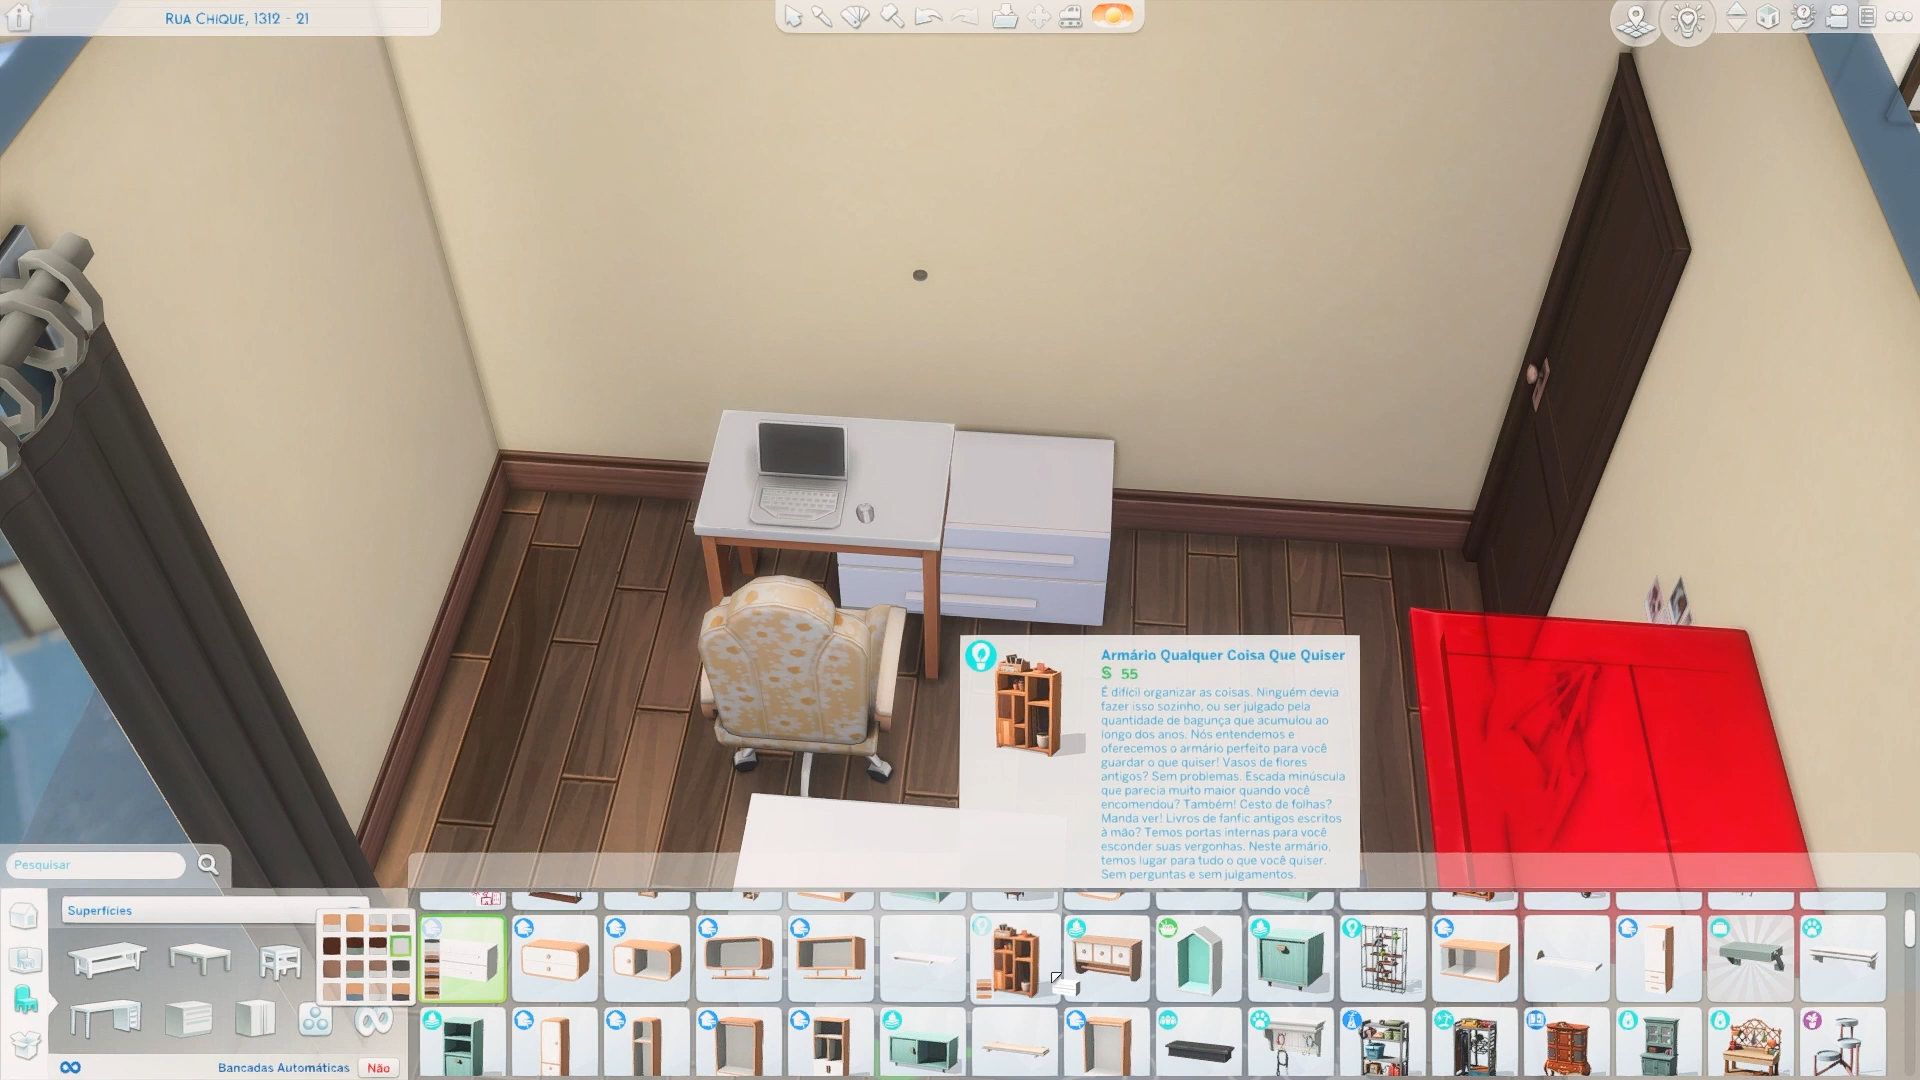 RUA CHIQUE, 1312 - 21
Armário Qualquer Coisa Que Quiser
§ 55
É difícil organizar as coisas. Ninguém devia
fazer isso sozinho, ou ser julgado pela
quantidade de bagunça que acumulou ao
longo dos anos. Nós entendemos e
oferecemos o armário perfeito para você
guardar o que quiser! Vasos de flores
antigos? Sem problemas. Escada minúscula
que parecia muito maior quando você
encomendou? Também! Cesto de folhas?
Manda ver! Livros de fanfic antigos escritos
à mão? Temos portas internas para você
esconder suas vergonhas. Neste armário,
temos lugar para tudo o que você quiser.
Sem perguntas e sem julgamentos.
Pesquisar
Superfícies
Bancadas Automáticas Não